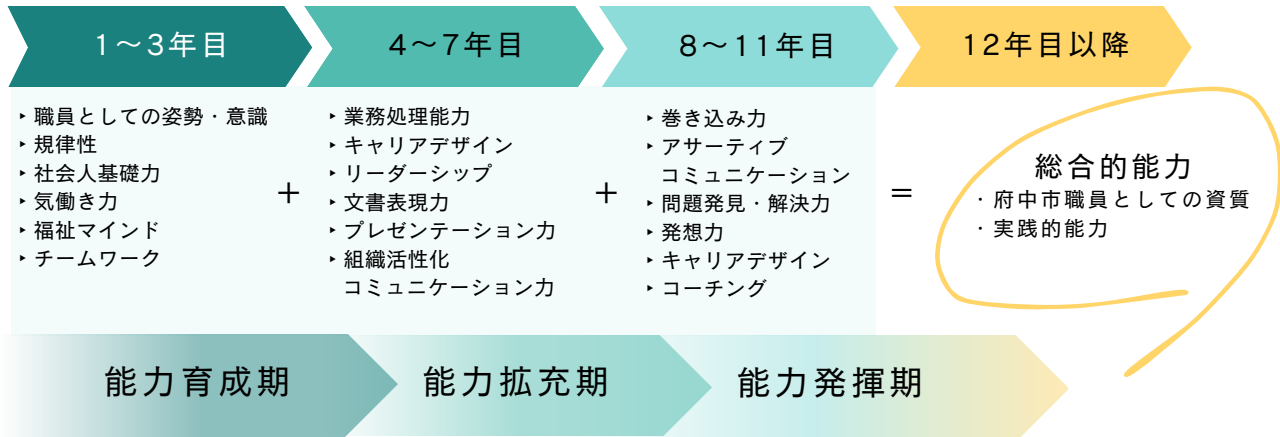 1～3年目
4～7年目
8～11年目
12年目以降
‣ 職員としての姿勢・意識
‣ 規律性
‣ 社会人基礎力
‣ 気働き力
‣ 福祉マインド
‣ チームワーク
+
‣ 業務処理能力
‣ キャリアデザイン
‣ リーダーシップ
‣ 文書表現力
‣ プレゼンテーション力
‣ 組織活性化
コミュニケーション力
+
‣ 巻き込み力
‣ アサーティブ
コミュニケーション
‣ 問題発見・解決力
‣ 発想力
‣ キャリアデザイン
‣ コーチング
=
総合的能力
・府中市職員としての資質
・実践的能力
能力育成期
能力拡充期
能力発揮期